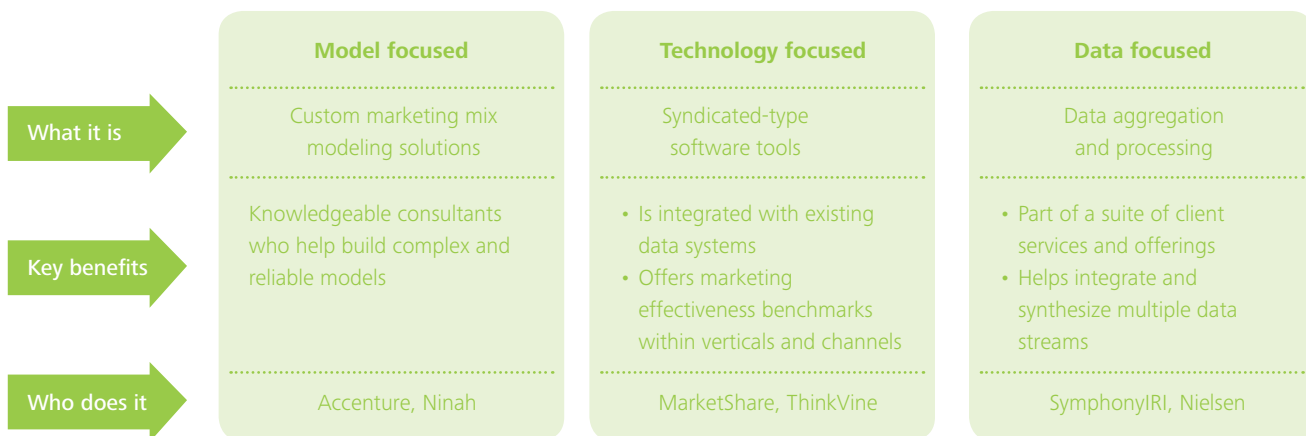 Model focused
Technology focused
Data focused
What it is
Custom marketing mix
modeling solutions
Syndicated-type
software tools
Data aggregation
and processing
Key benefits
Knowledgeable consultants
who help build complex and
reliable models
• Is integrated with existing
data systems
• Offers marketing
effectiveness benchmarks
within verticals and channels
• Part of a suite of client
services and offerings
• Helps integrate and
synthesize multiple data
streams
Who does it
Accenture, Ninah
MarketShare, ThinkVine
SymphonyIRI, Nielsen